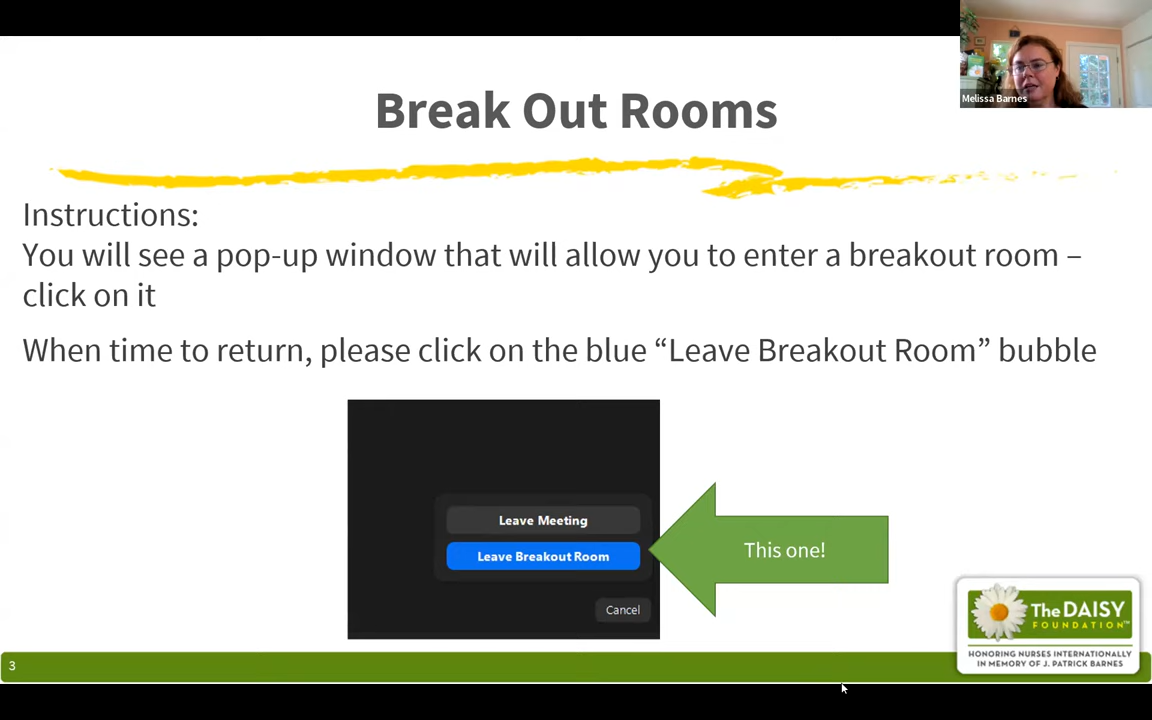 Melissa Barnes
Break Out Rooms
Instructions:
You will see a pop-up window that will allow you to enter a breakout room –
click on it
When time to return, please click on the blue “Leave Breakout Room” bubble
Leave Meeting
Leave Breakout Room
Cancel
This one!
The DAISY
FOUNDATION™
HONORING NURSES INTERNATIONALLY
IN MEMORY OF J. PATRICK BARNES
3